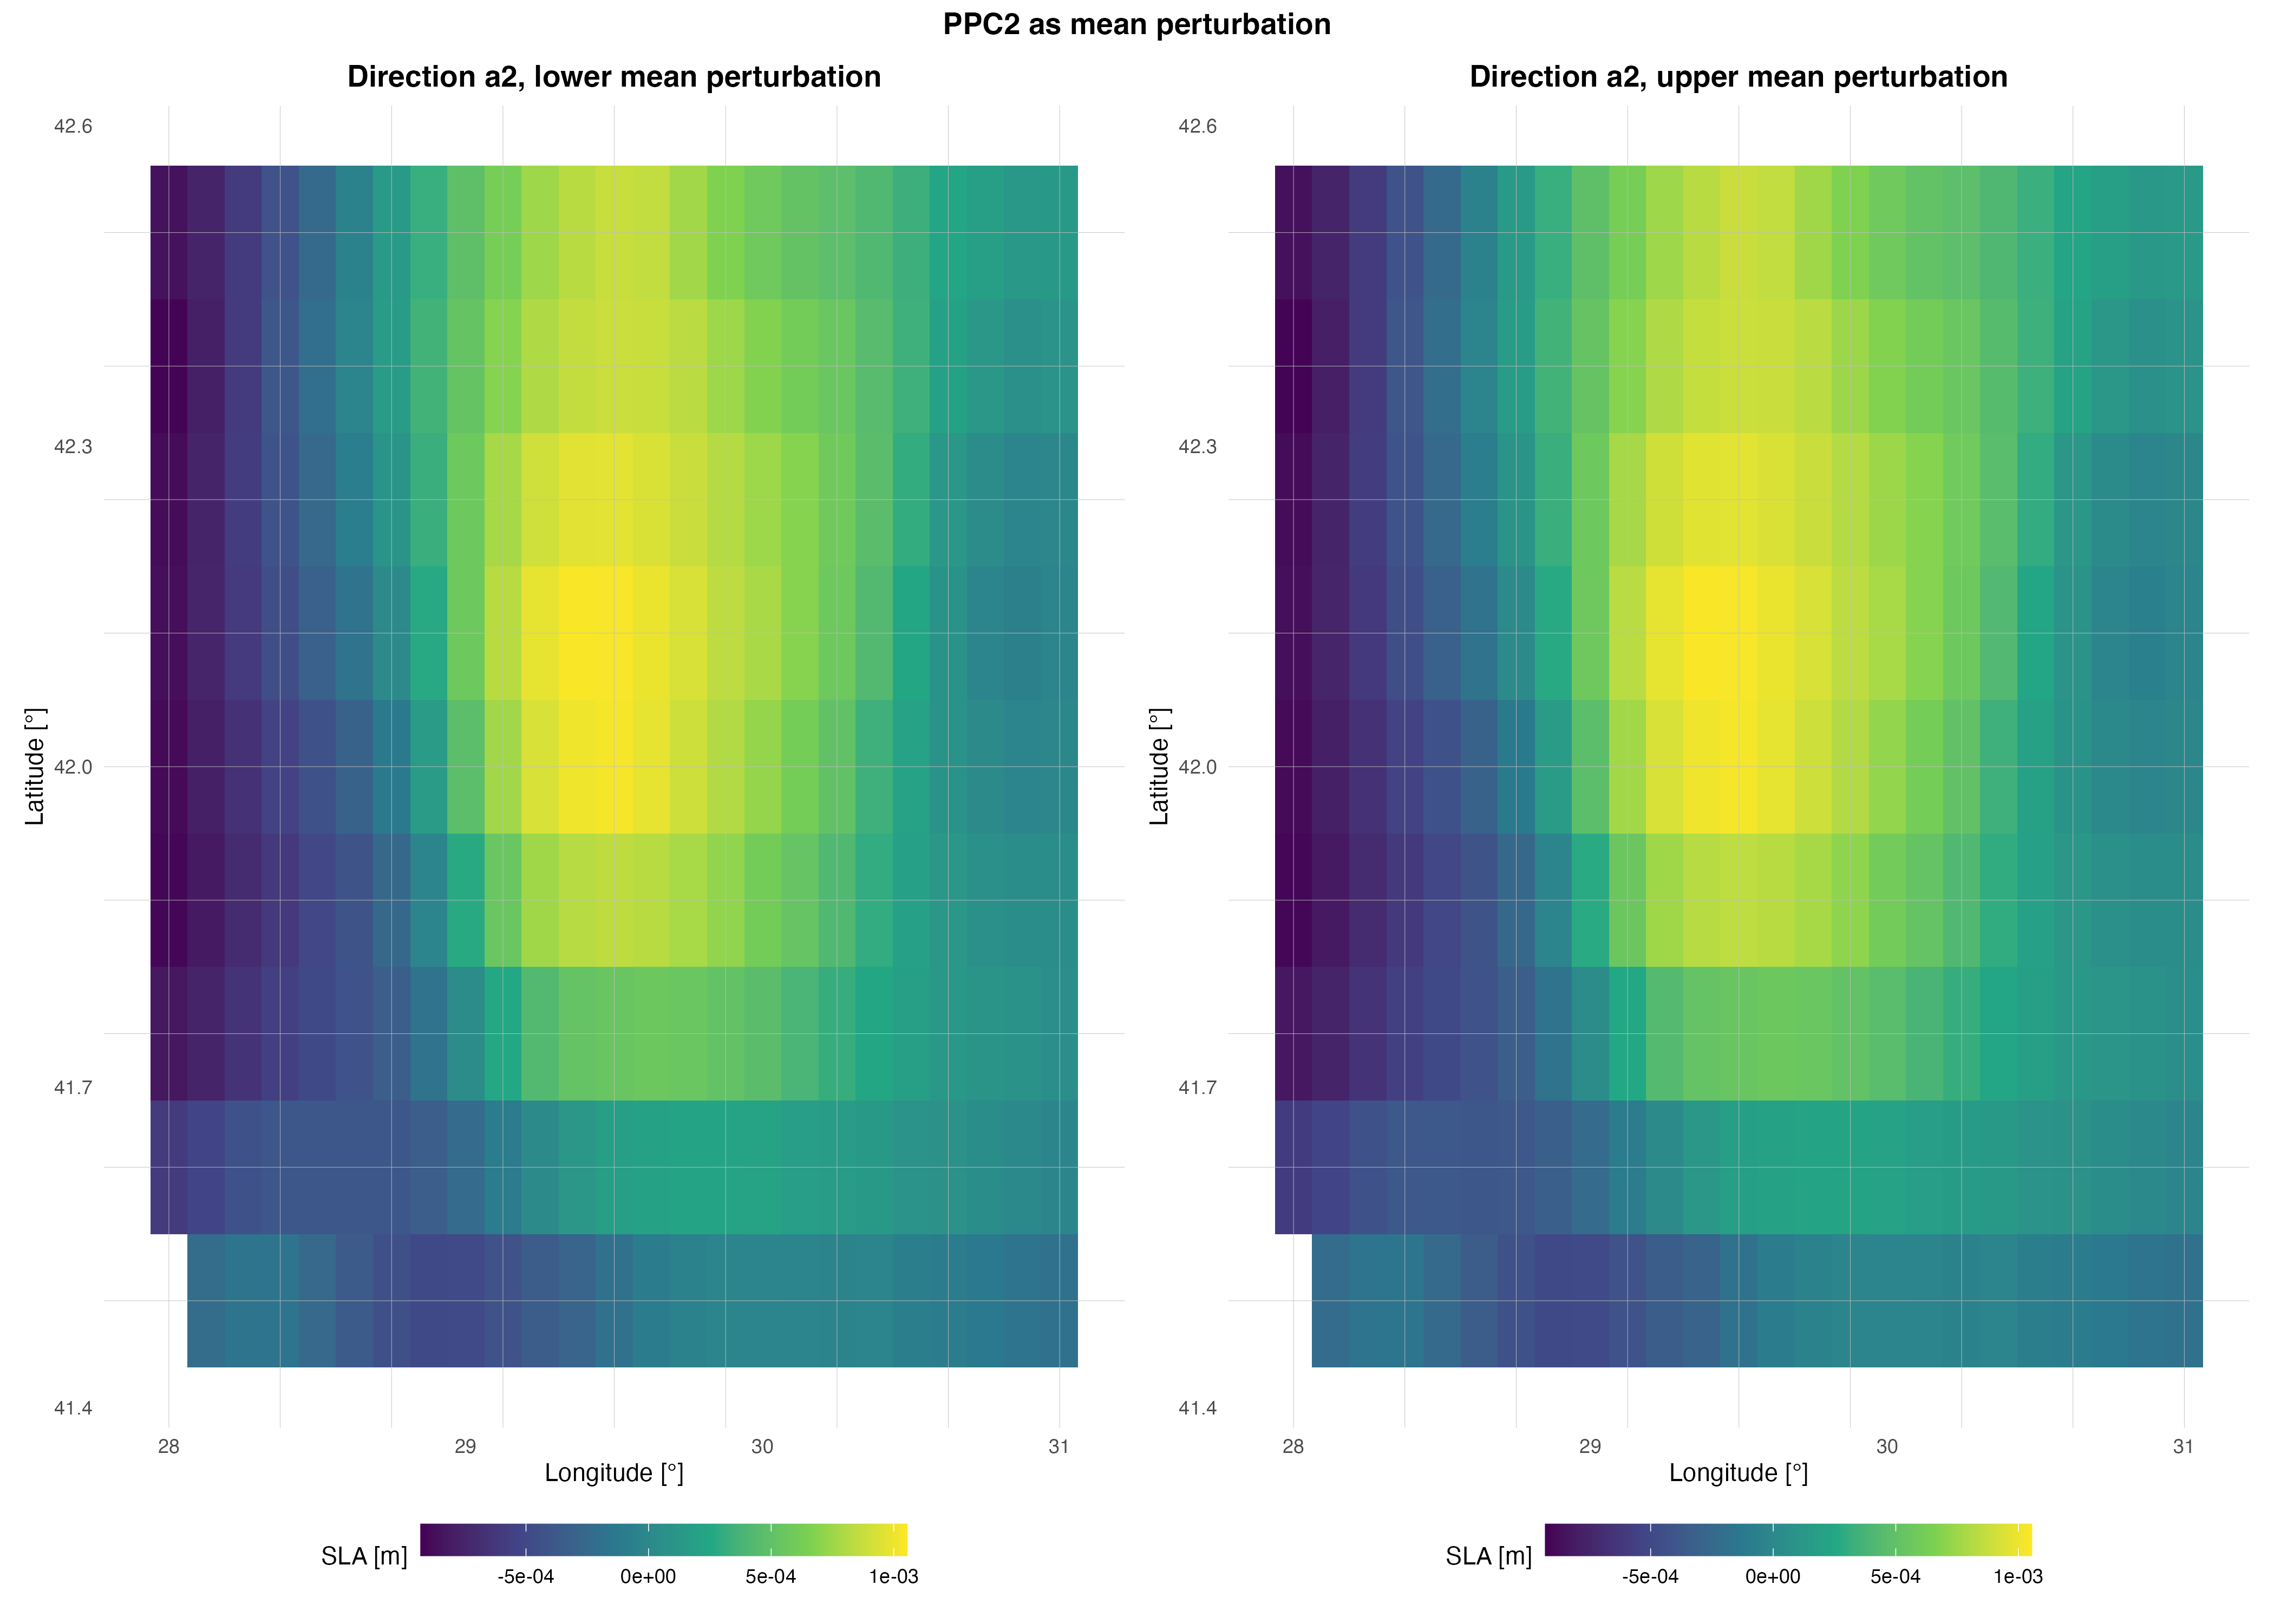 PPC2 as mean perturbation
Direction a2, lower mean perturbation
42.6
42.3
42.0
41.7
41.4
Latitude [°]
28 29 30 31
Longitude [°]
SLA [m]
-5e-04 0e+00 5e-04 1e-03
Direction a2, upper mean perturbation
42.6
42.3
42.0
41.7
41.4
Latitude [°]
28 29 30 31
Longitude [°]
SLA [m]
-5e-04 0e+00 5e-04 1e-03